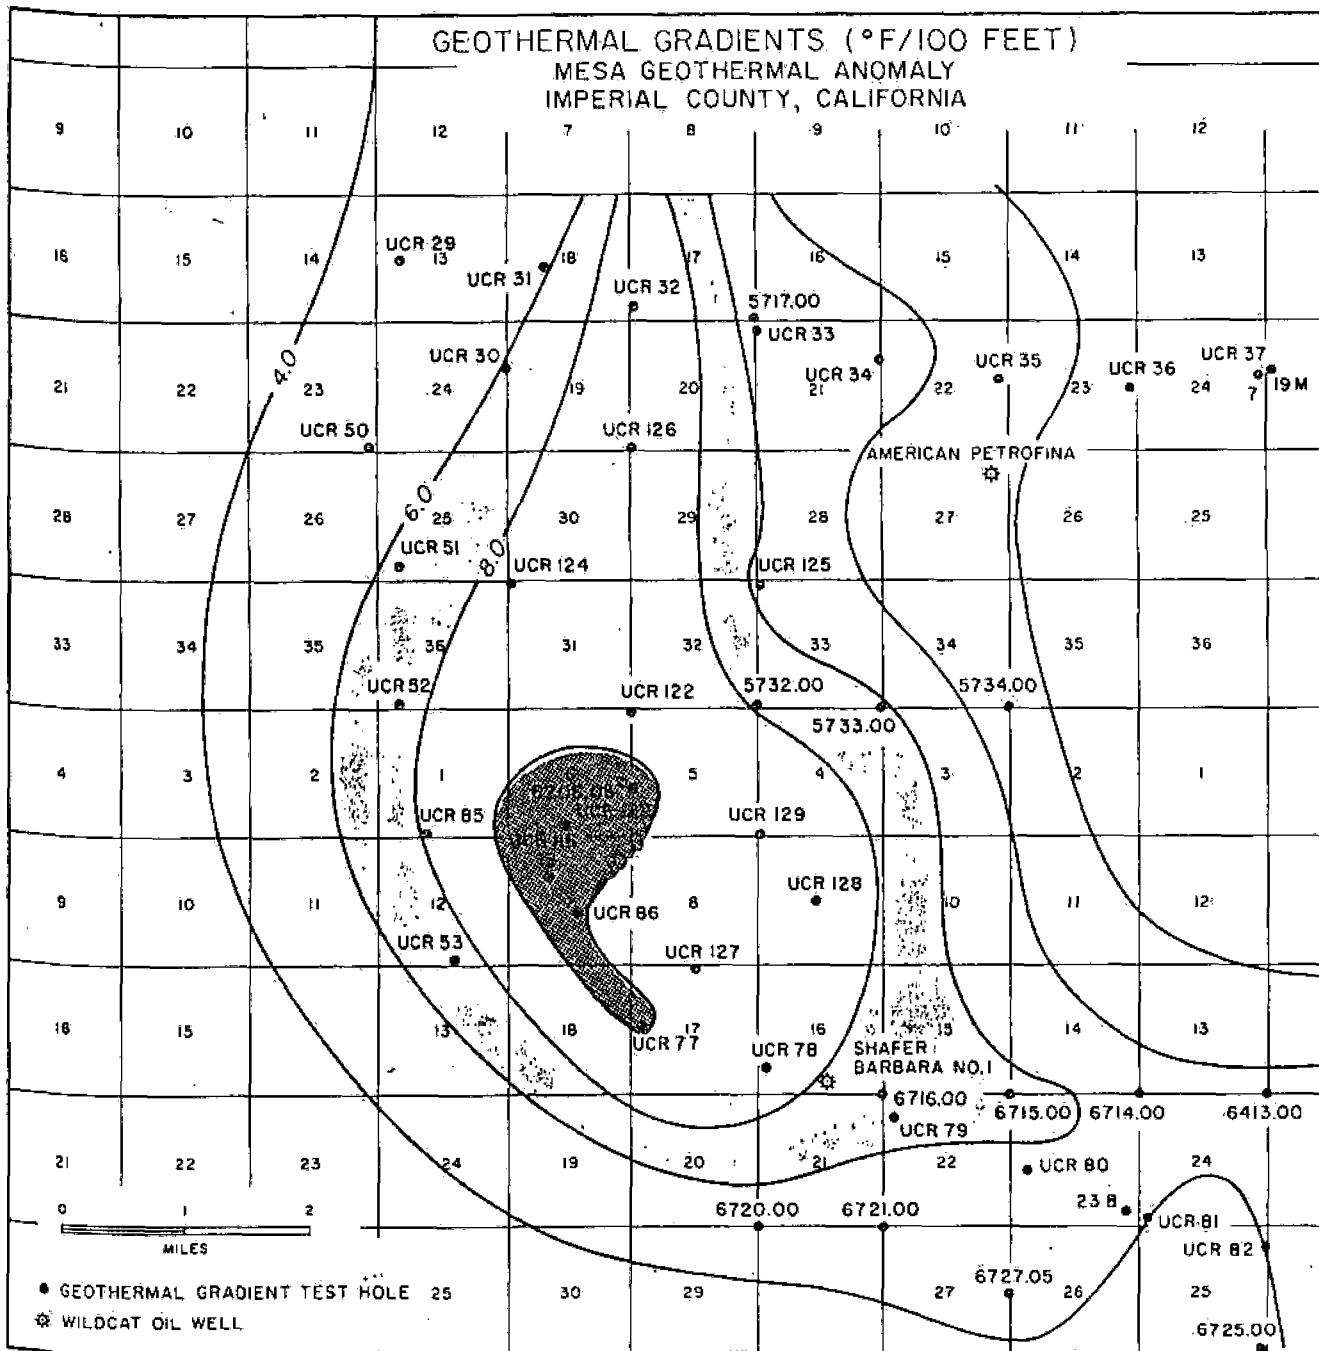 GEOTHERMAL GRADIENTS (°F/100 FEET)
MESA GEOTHERMAL ANOMALY
IMPERIAL COUNTY, CALIFORNIA
9 10 11 12 7 8 9 10 11 12
16 15 14 13 18 17 16 15 14 13
UCR 29
UCR 31
UCR 32
5717.00
UCR 33
4.0
UCR 30
UCR 34
UCR 35
UCR 36
UCR 37
19 M
7
21 22 23 24 19 20 21 22 23 24
UCR 50
UCR 126
AMERICAN PETROFINA
6.0
28 27 26 25 30 29 28 27 26 25
8.0
UCR 51
UCR 124
UCR 125
33 34 35 36 31 32 33 34 35 36
UCR 52
UCR 122
5732.00
5733.00
5734.00
4 3 2 1 5 4 3 2 1
UCR 85
UCR 129
9 10 11 12 8 10 11 12
UCR 128
UCR 86
UCR 53
UCR 127
16 15 13 18 17 16 15 14 13
UCR 77
UCR 78
SHAFER
BARBARA NO.1
6716.00
6715.00
6714.00
6413.00
UCR 79
21 22 23 24 19 20 21 22 24
UCR 80
23 B
UCR 81
UCR 82
6720.00
6721.00
0 1 2
MILES
6727.05
25 30 29 27 26 25
GEOTHERMAL GRADIENT TEST HOLE
WILDCAT OIL WELL
6725.00